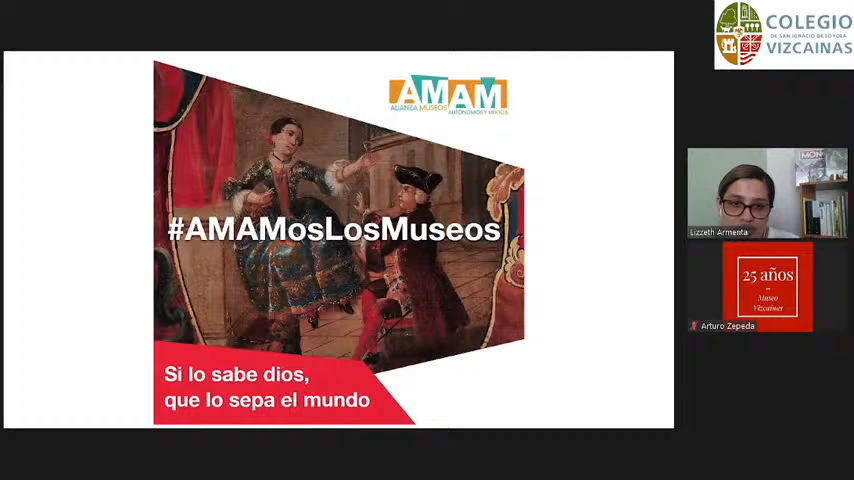 COLEGIO
DE SAN IGNACIO DE LOYOLA
VIZCAINAS
AMAM
ALIANZA MUSEOS
AUTÓNOMOS Y MIXTOS
#AMAMosLosMuseos
Si lo sabe dios,
que lo sepa el mundo
Lizzeth Armenta
25 años
Museo
Vizcaínas
Arturo Zepeda